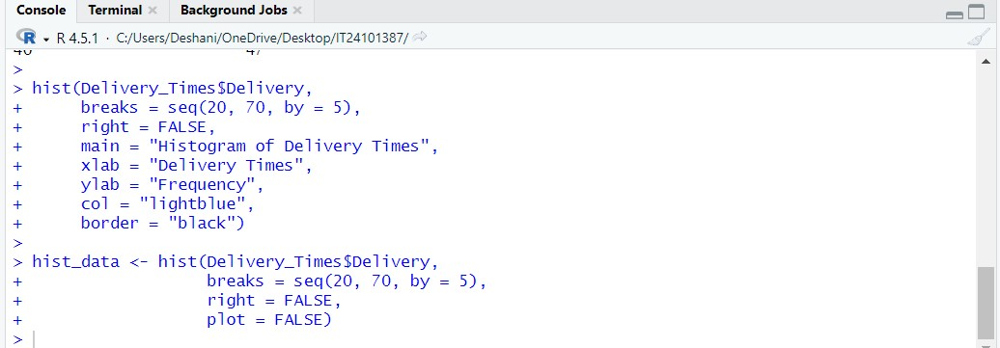 Console Terminal × Background Jobs ×
R 4.5.1 · C:/Users/Deshani/OneDrive/Desktop/IT24101387/
>
> hist(Delivery_Times$Delivery,
+      breaks = seq(20, 70, by = 5),
+      right = FALSE,
+      main = "Histogram of Delivery Times",
+      xlab = "Delivery Times",
+      ylab = "Frequency",
+      col = "lightblue",
+      border = "black")
>
> hist_data <- hist(Delivery_Times$Delivery,
+                   breaks = seq(20, 70, by = 5),
+                   right = FALSE,
+                   plot = FALSE)
>